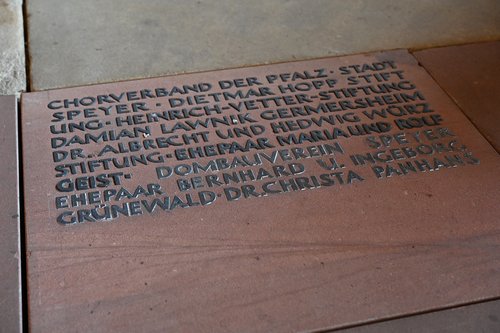 CHORVERBAND DER PFALZ · STADT
SPEYER · DIETMAR HOPP STIFT
UNG · HEINRICH-VETTER-STIFTUNG
DAMIAN LAWNIK GERMERSHEIM
DR. ALBRECHT UND HEDWIG WÜRZ
STIFTUNG · EHEPAAR MARIA UND ROLF
GEIST · DOMBAUVEREIN SPEYER
EHEPAAR BERNHARD U. INGEBORG
GRÜNEWALD · DR. CHRISTA PANHANS